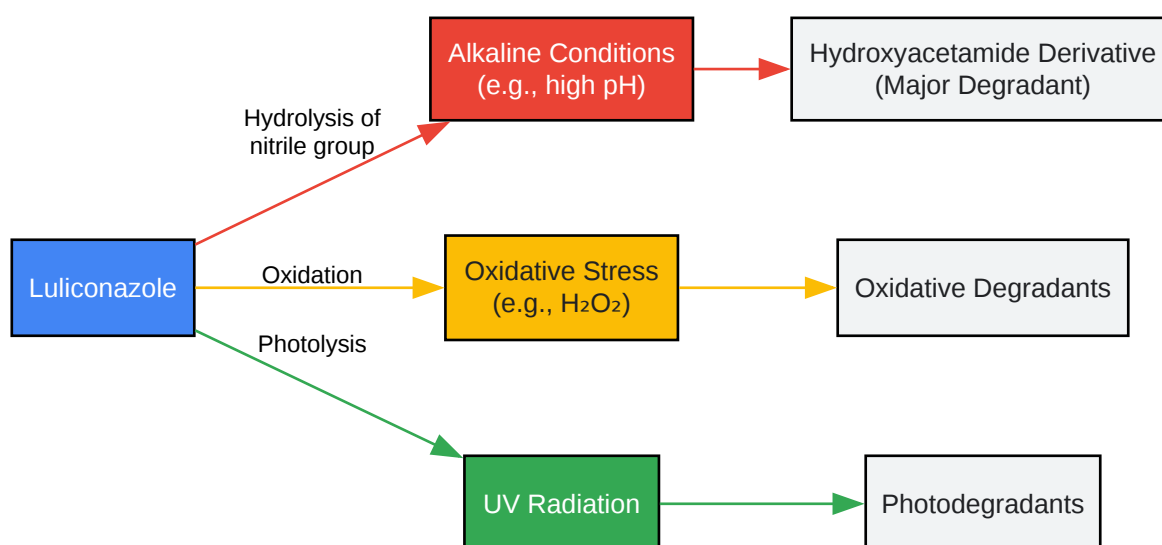 Alkaline Conditions
(e.g., high pH)
Hydroxyacetamide Derivative
(Major Degradant)
Hydrolysis of
nitrile group
Luliconazole
Oxidation
Oxidative Stress
(e.g., H₂O₂)
Oxidative Degradants
Photolysis
UV Radiation
Photodegradants